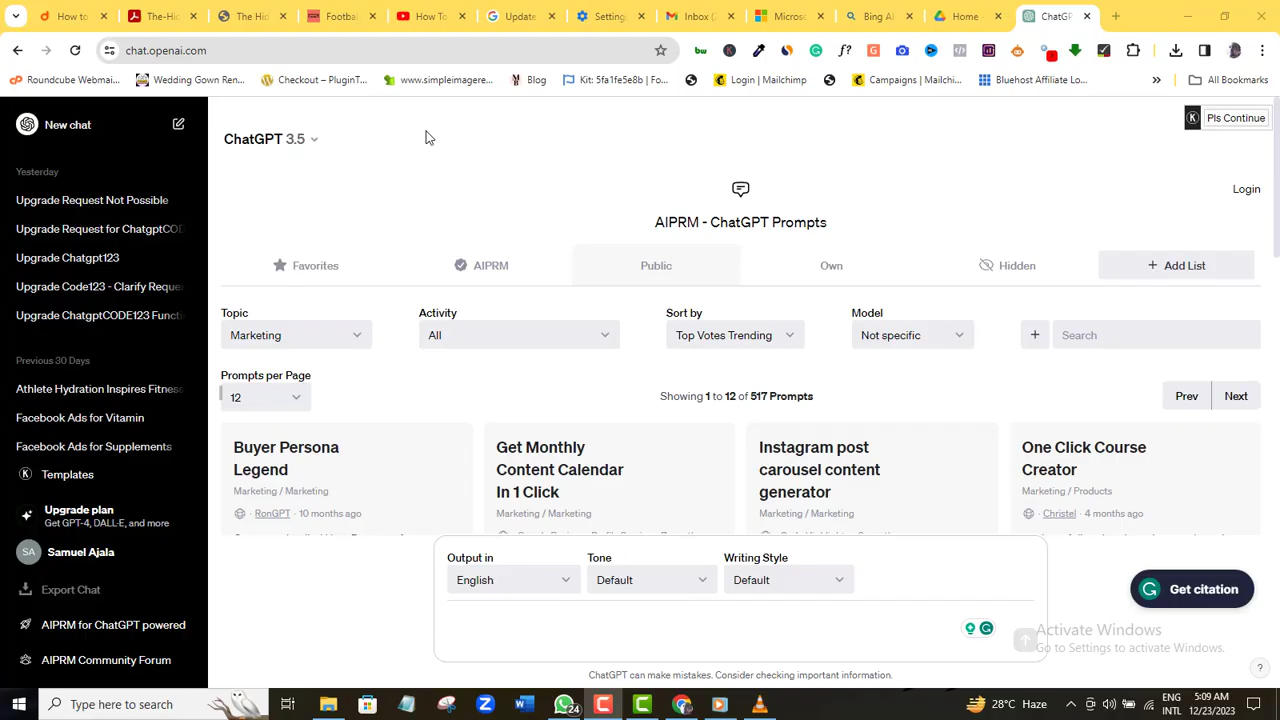 How to
The-Hic
The Hid
Footbal
How To
Update
Setting
Inbox (
Microso
Bing AI
Home
ChatGP
chat.openai.com
Roundcube Webmai...
Wedding Gown Ren...
Checkout – PluginT...
www.simpleimagere...
Blog
Kit: 5fa1fe5e8b | Fo...
Login | Mailchimp
Campaigns | Mailchi...
Bluehost Affiliate Lo...
All Bookmarks
New chat
Yesterday
Upgrade Request Not Possible
Upgrade Request for ChatgptCOD
Upgrade Chatgpt123
Upgrade Code123 - Clarify Reque
Upgrade ChatgptCODE123 Functi
Previous 30 Days
Athlete Hydration Inspires Fitness
Facebook Ads for Vitamin
Facebook Ads for Supplements
Templates
Upgrade plan
Get GPT-4, DALL·E, and more
SA
Samuel Ajala
Export Chat
AIPRM for ChatGPT powered
AIPRM Community Forum
ChatGPT 3.5
Pls Continue
Login
AIPRM - ChatGPT Prompts
Favorites
AIPRM
Public
Own
Hidden
+ Add List
Topic
Activity
Sort by
Model
Marketing
All
Top Votes Trending
Not specific
+
Search
Prompts per Page
12
Showing 1 to 12 of 517 Prompts
Prev
Next
Buyer Persona
Legend
Marketing / Marketing
· RonGPT · 10 months ago
Get Monthly
Content Calendar
In 1 Click
Marketing / Marketing
Instagram post
carousel content
generator
Marketing / Marketing
One Click Course
Creator
Marketing / Products
· Christel · 4 months ago
Output in
Tone
Writing Style
English
Default
Default
Get citation
Activate Windows
Go to Settings to activate Windows.
ChatGPT can make mistakes. Consider checking important information.
?
Type here to search
24
28°C Haze
ENG
INTL
5:09 AM
12/23/2023